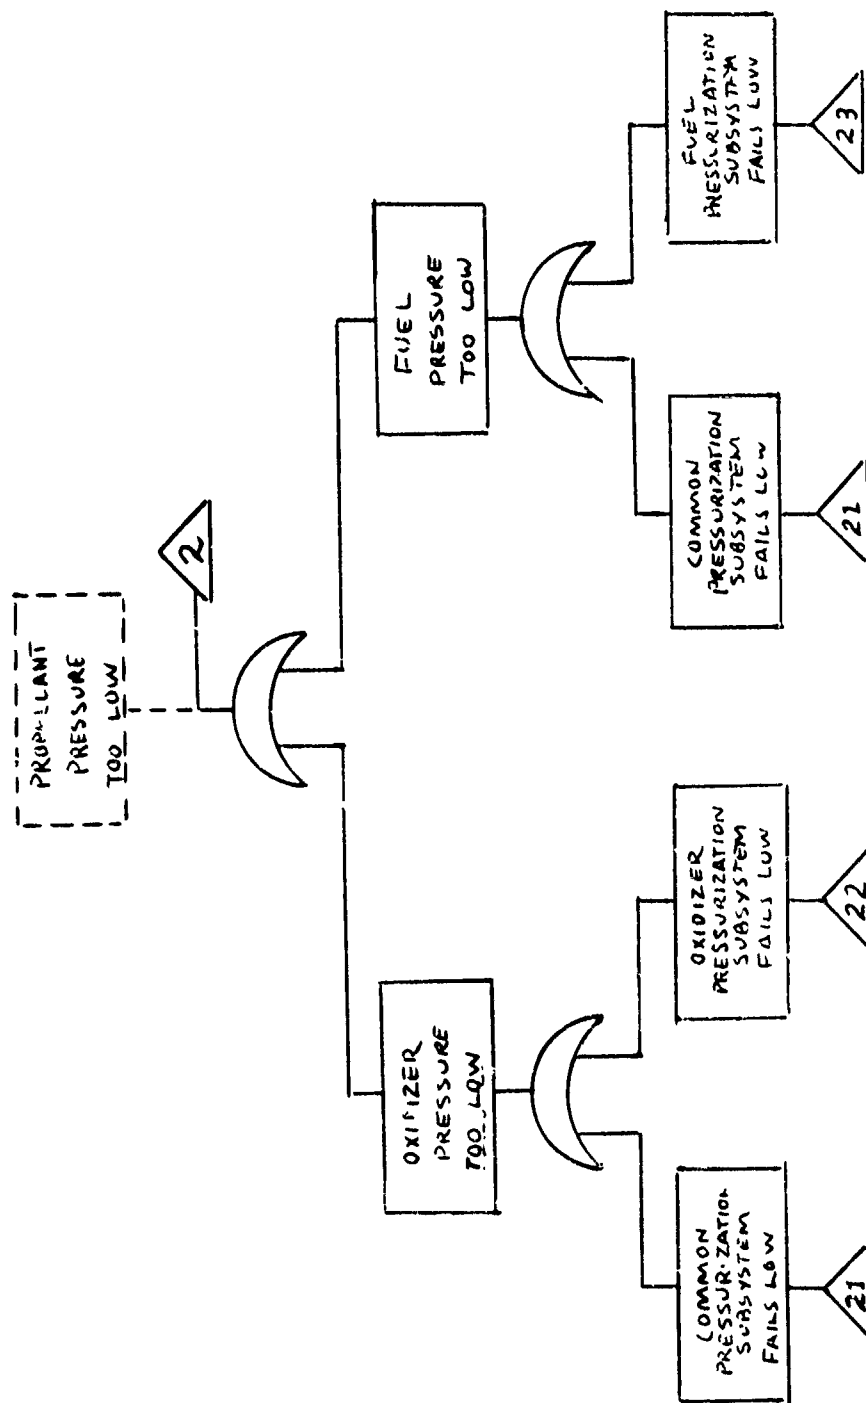 PROPELLANT
PRESSURE
TOO LOW
2
OXIDIZER
PRESSURE
TOO LOW
FUEL
PRESSURE
TOO LOW
COMMON
PRESSURIZATION
SUBSYSTEM
FAILS LOW
21
OXIDIZER
PRESSURIZATION
SUBSYSTEM
FAILS LOW
22
COMMON
PRESSURIZATION
SUBSYSTEM
FAILS LOW
21
FUEL
PRESSURIZATION
SUBSYSTEM
FAILS LOW
23